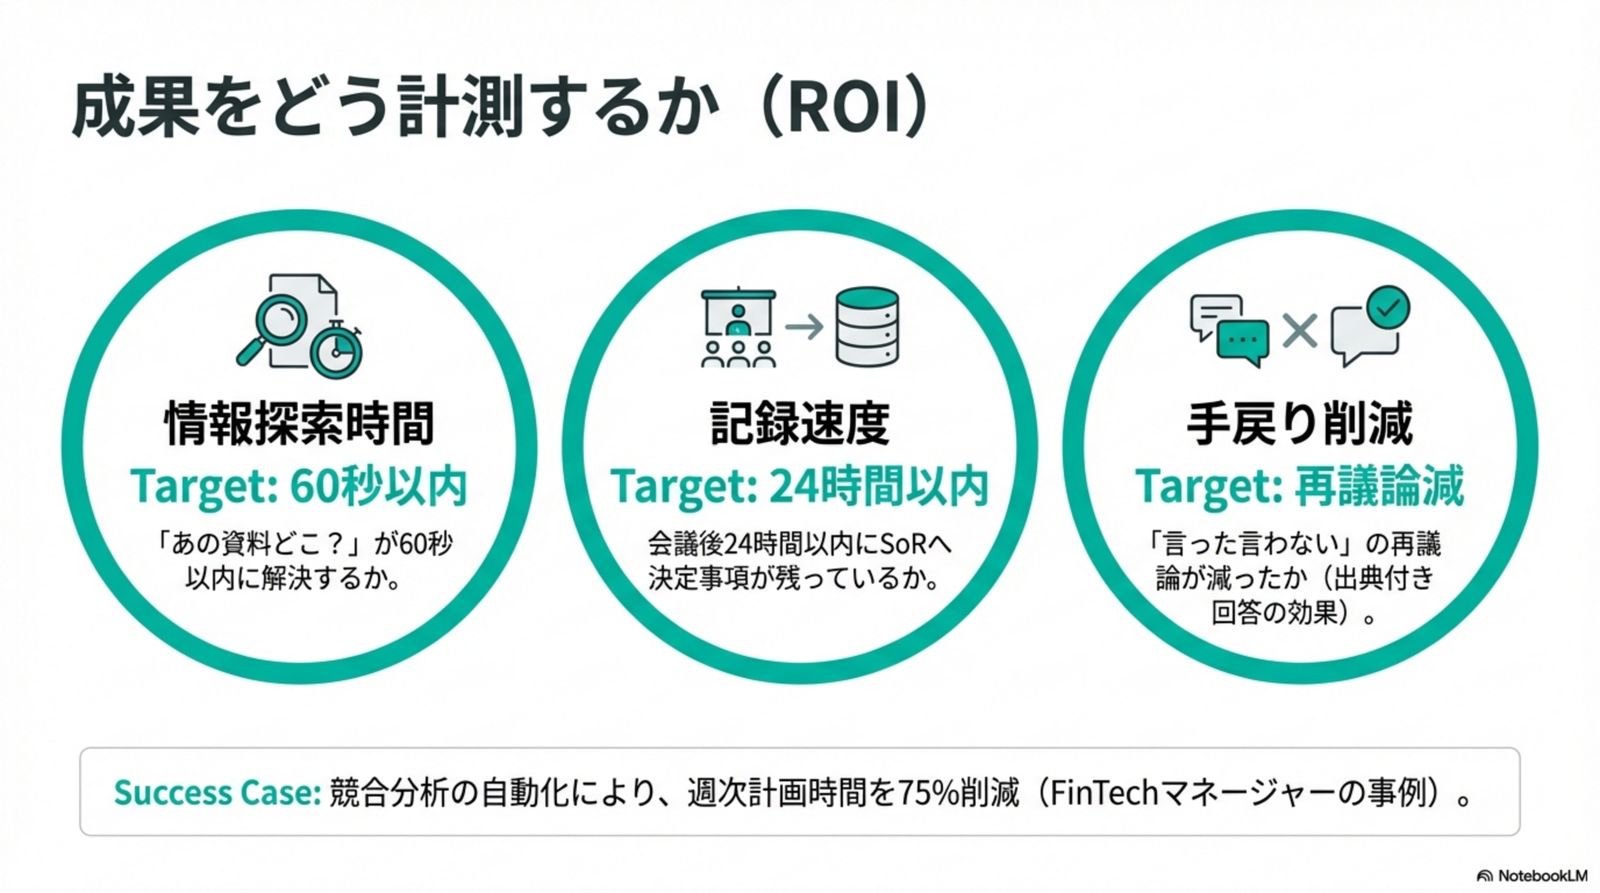 成果をどう計測するか（ROI）
情報探索時間
Target: 60秒以内
「あの資料どこ？」が60秒
以内に解決するか。
記録速度
Target: 24時間以内
会議後24時間以内にSoRへ
決定事項が残っているか。
手戻り削減
Target: 再議論減
「言った言わない」の再議
論が減ったか（出典付き
回答の効果）。
Success Case: 競合分析の自動化により、週次計画時間を75%削減（FinTechマネージャーの事例）。
NotebookLM